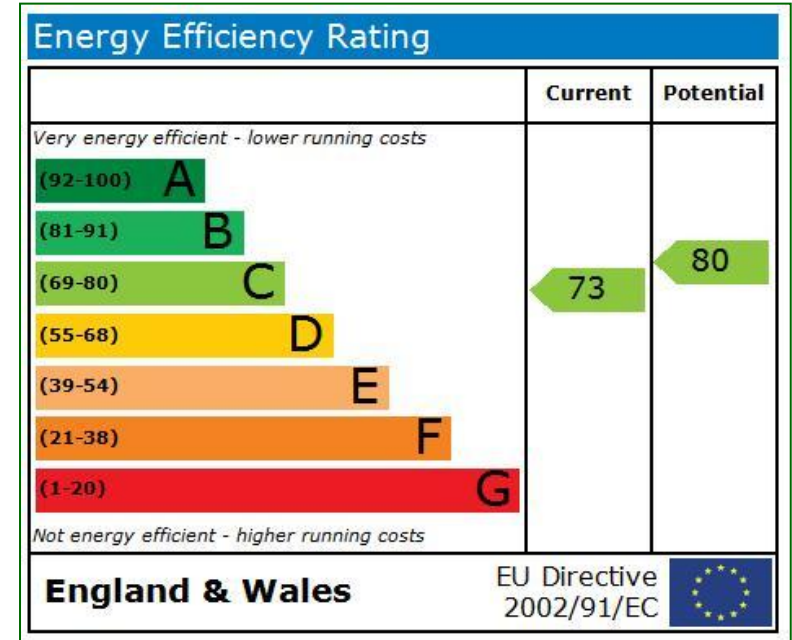 Energy Efficiency Rating
Current Potential
Very energy efficient - lower running costs
(92-100) A
(81-91) B
(69-80) C
(55-68) D
(39-54) E
(21-38) F
(1-20) G
73
80
Not energy efficient - higher running costs
England & Wales
EU Directive
2002/91/EC